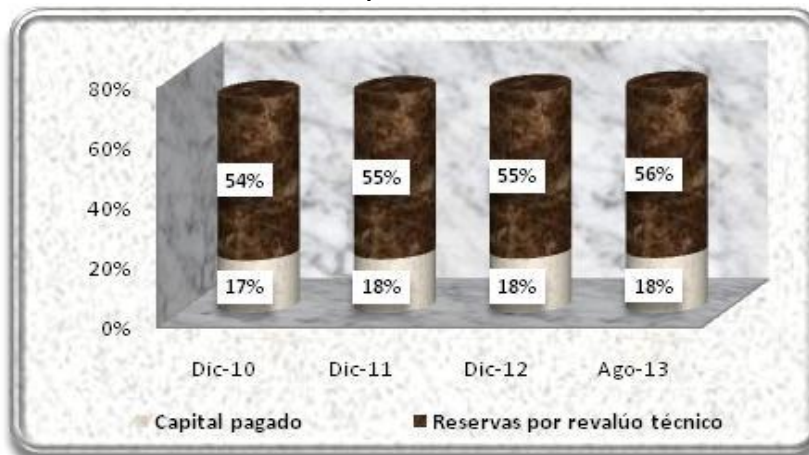 80%
60%
40%
20%
0%
54% 55% 55% 56%
17% 18% 18% 18%
Dic-10 Dic-11 Dic-12 Ago-13
Capital pagado Reservas por revalúo técnico